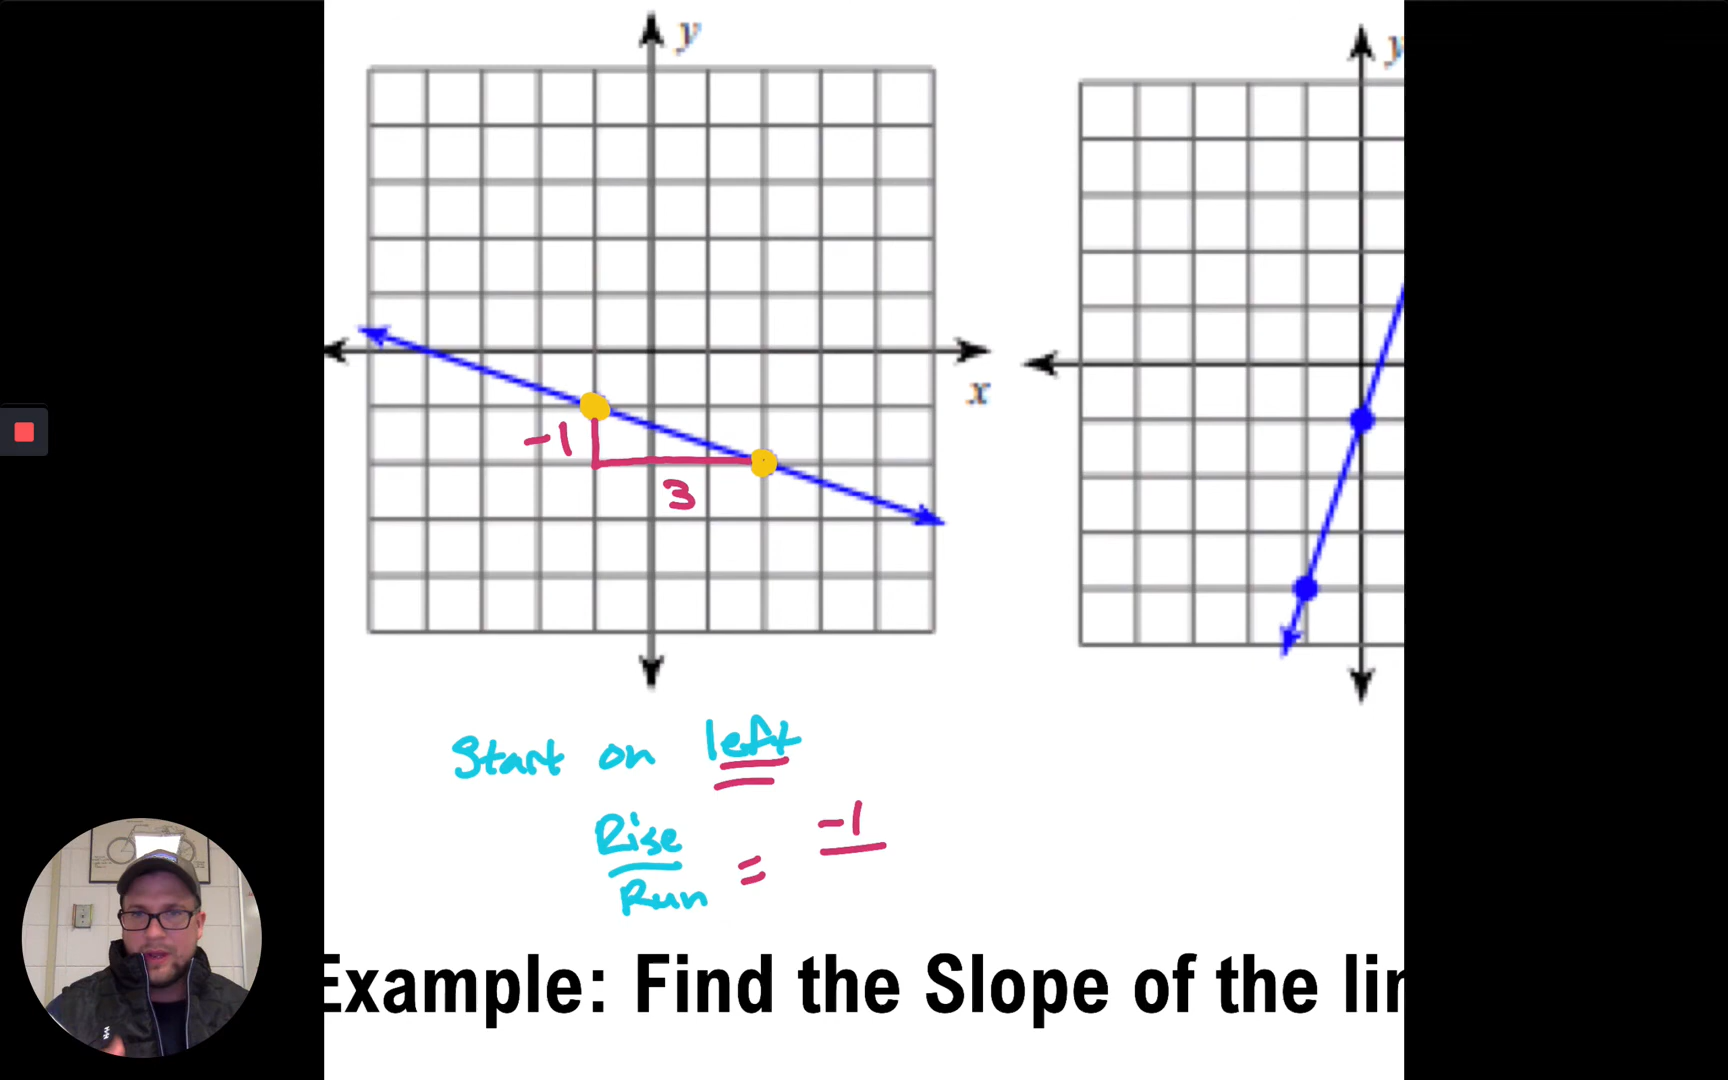 y
y
x
-1
3
Start on left
Rise
Run
=
-1
Example: Find the Slope of the lin